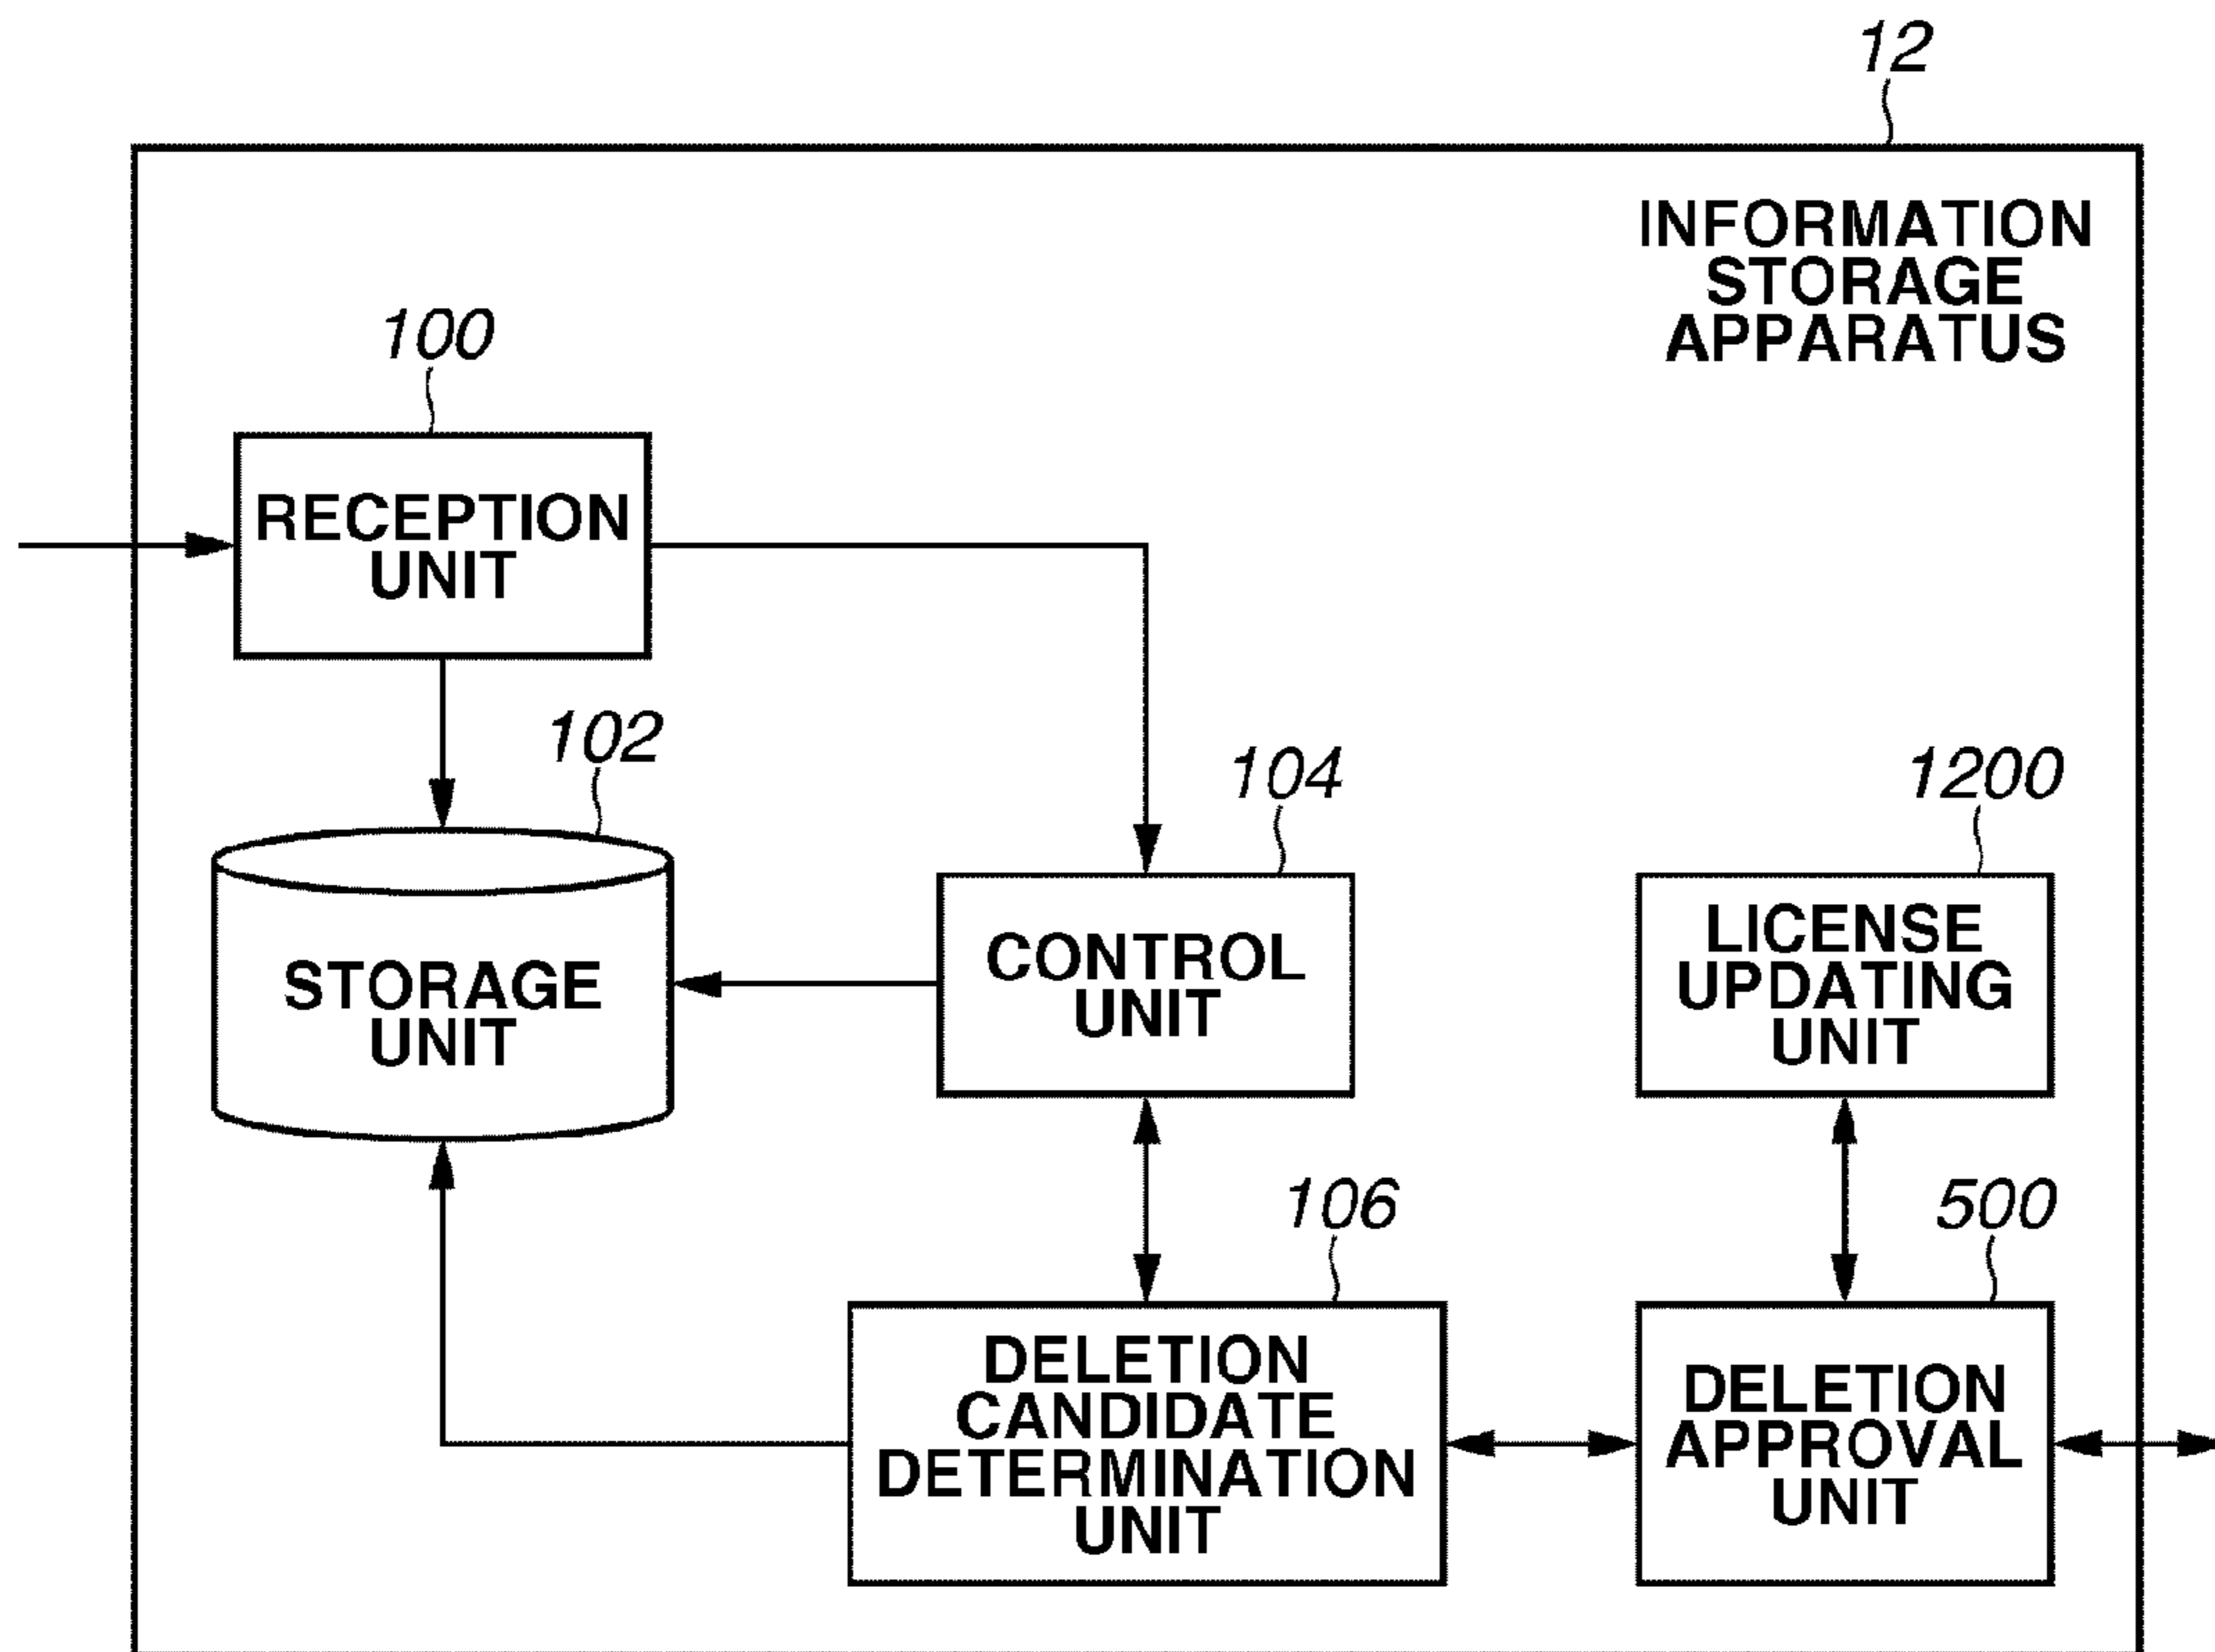 12
INFORMATION
STORAGE
APPARATUS
100
RECEPTION
UNIT
102
STORAGE
UNIT
104
CONTROL
UNIT
1200
LICENSE
UPDATING
UNIT
106
DELETION
CANDIDATE
DETERMINATION
UNIT
500
DELETION
APPROVAL
UNIT